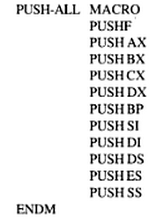 PUSH-ALL MACRO
PUSHF
PUSH AX
PUSH BX
PUSH CX
PUSH DX
PUSH BP
PUSH SI
PUSH DI
PUSH DS
PUSH ES
PUSH SS
ENDM